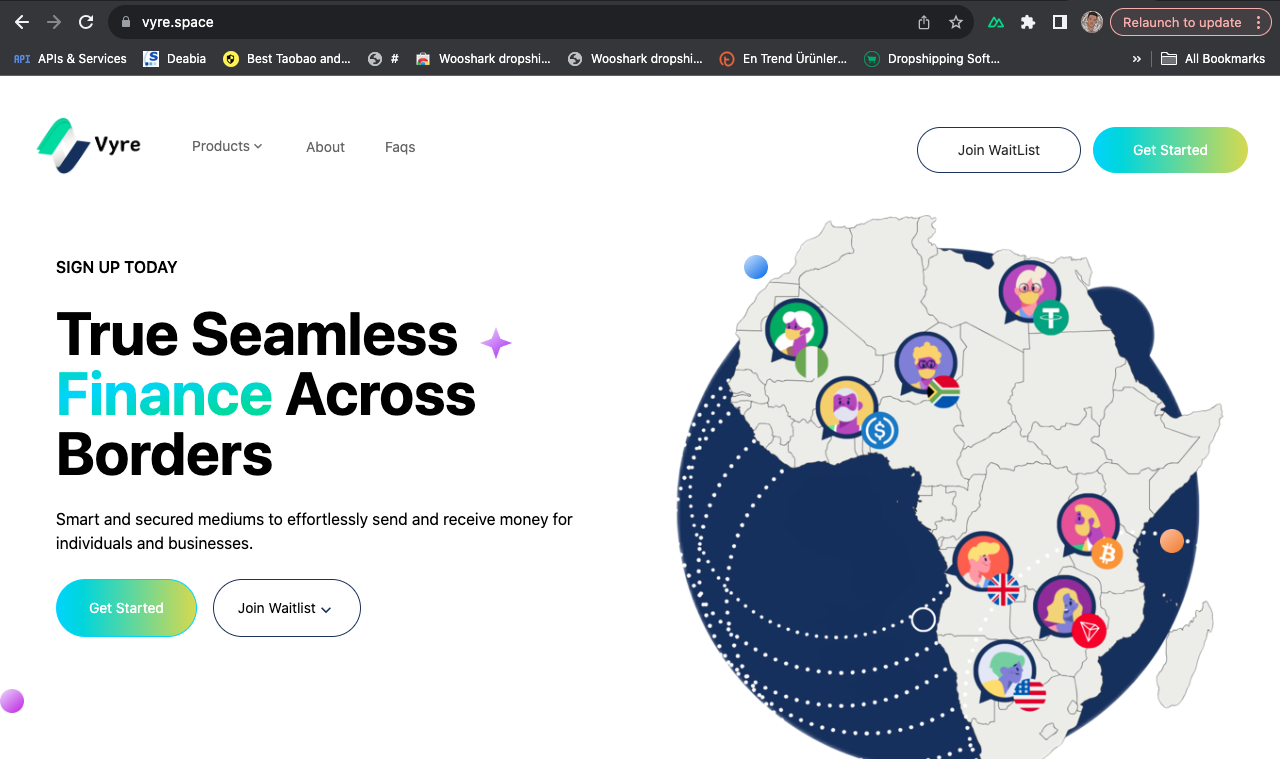 vyre.space
Relaunch to update
API APIs & Services
Deabia
Best Taobao and...
#
Wooshark dropshi...
Wooshark dropshi...
En Trend Ürünler...
Dropshipping Soft...
»
All Bookmarks
Vyre
Products
About
Faqs
Join WaitList
Get Started
SIGN UP TODAY
True Seamless
Finance Across
Borders
Smart and secured mediums to effortlessly send and receive money for
individuals and businesses.
Get Started
Join Waitlist